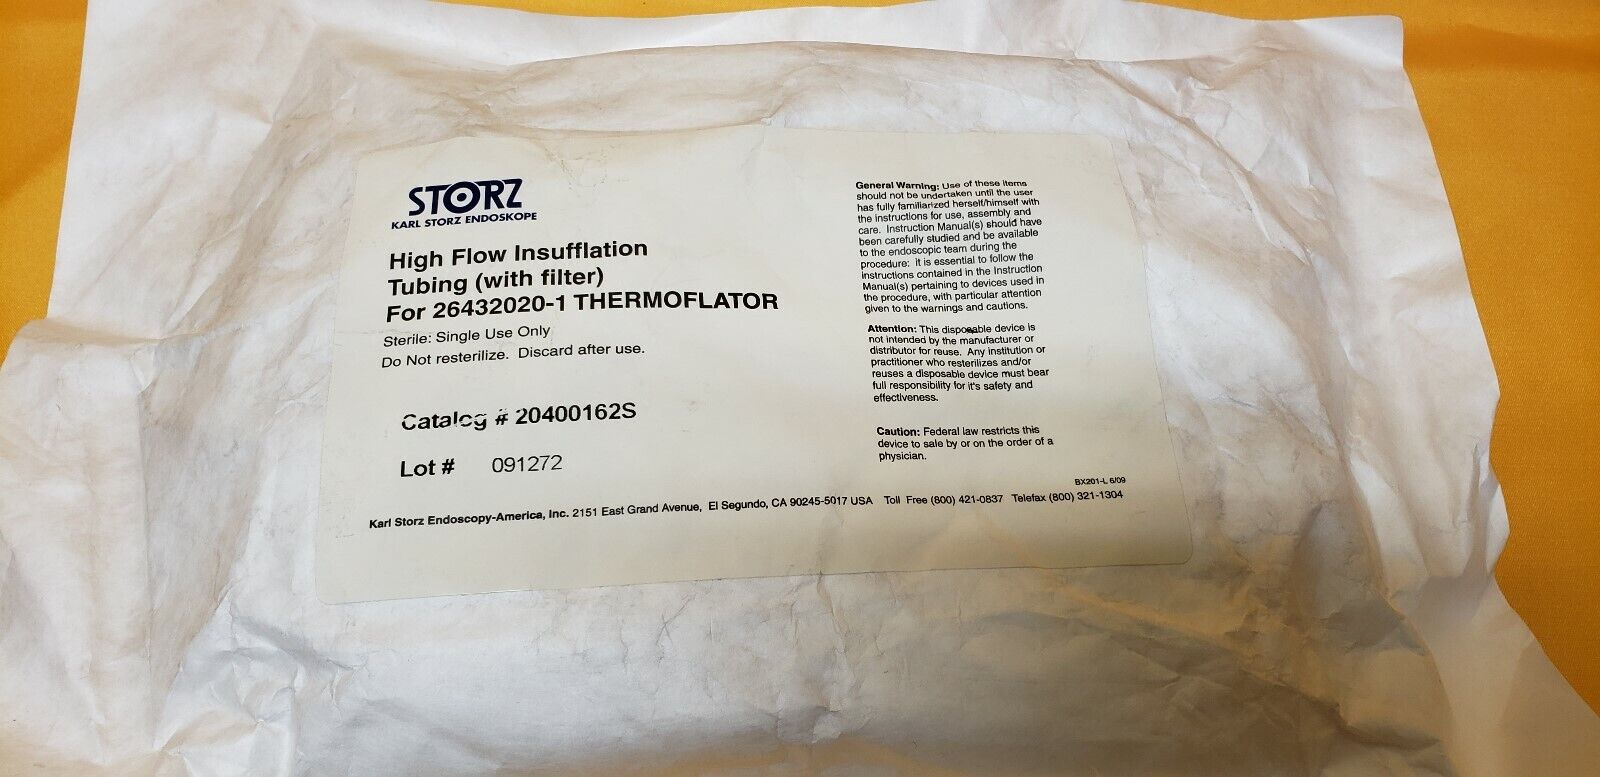 STORZ
KARL STORZ ENDOSKOPE
High Flow Insufflation
Tubing (with filter)
For 26432020-1 THERMOFLATOR
Sterile: Single Use Only
Do Not resterilize. Discard after use.
Catalog # 20400162S
Lot # 091272
General Warning: Use of these items
should not be undertaken until the user
has fully familiarized herself/himself with
the instructions for use, assembly and
care. Instruction Manual(s) should have
been carefully studied and be available
to the endoscopic team during the
procedure: it is essential to follow the
instructions contained in the Instruction
Manual(s) pertaining to devices used in
the procedure, with particular attention
given to the warnings and cautions.
Attention: This disposable device is
not intended by the manufacturer or
distributor for reuse. Any institution or
practitioner who resterilizes and/or
reuses a disposable device must bear
full responsibility for it's safety and
effectiveness.
Caution: Federal law restricts this
device to sale by or on the order of a
physician.
BX201-L 6/09
Karl Storz Endoscopy-America, Inc. 2151 East Grand Avenue, El Segundo, CA 90245-5017 USA Toll Free (800) 421-0837 Telefax (800) 321-1304